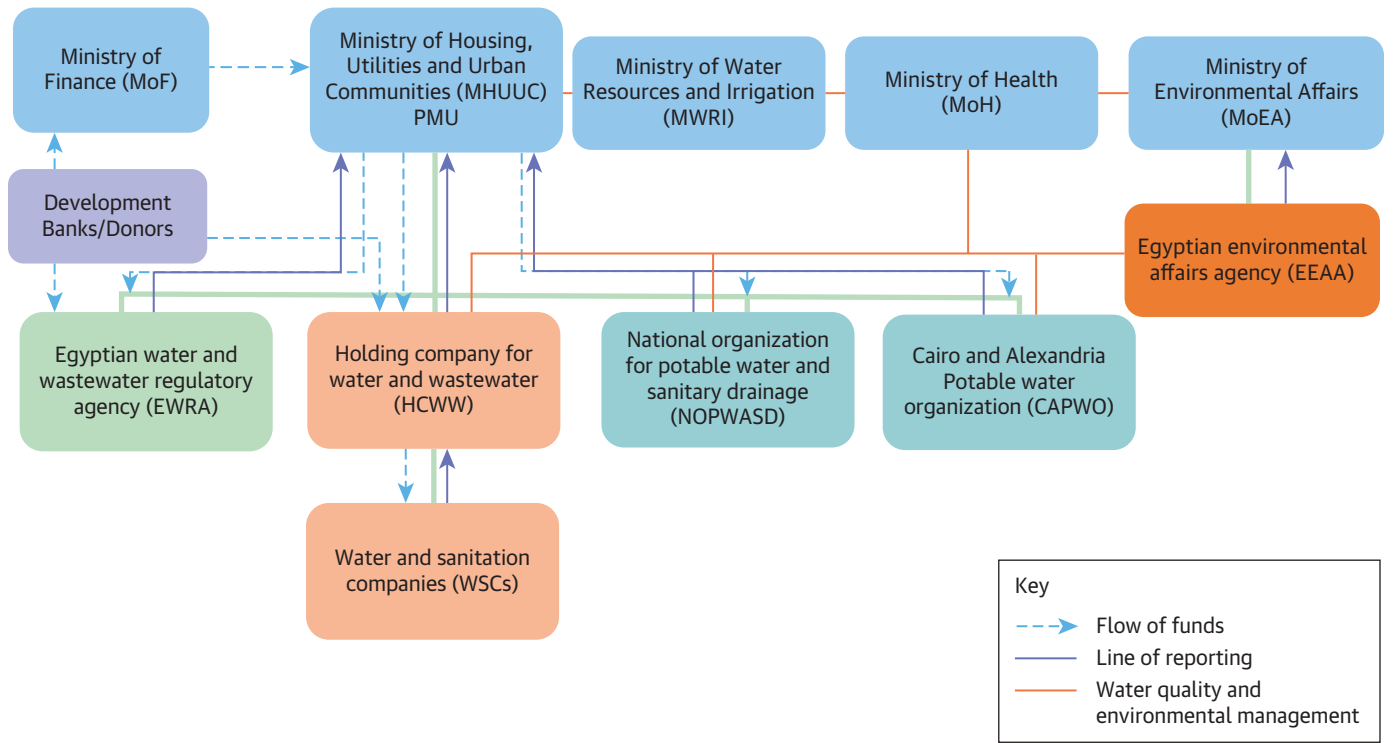 Ministry of
Finance (MoF)
Ministry of Housing,
Utilities and Urban
Communities (MHUUC)
PMU
Ministry of Water
Resources and Irrigation
(MWRI)
Ministry of Health
(MoH)
Ministry of
Environmental Affairs
(MoEA)
Development
Banks/Donors
Egyptian environmental
affairs agency (EEAA)
Egyptian water and
wastewater regulatory
agency (EWRA)
Holding company for
water and wastewater
(HCWW)
National organization
for potable water and
sanitary drainage
(NOPWASD)
Cairo and Alexandria
Potable water
organization (CAPWO)
Water and sanitation
companies (WSCs)
Key
Flow of funds
Line of reporting
Water quality and
environmental management